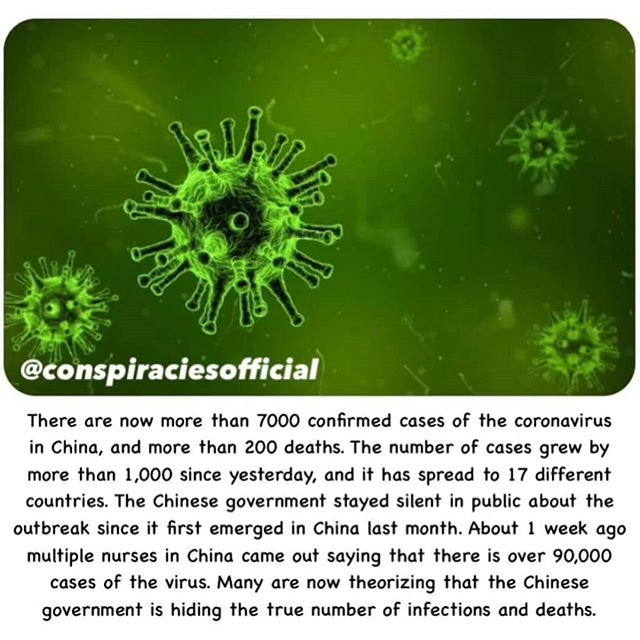 @conspiraciesofficial
There are now more than 7000 confirmed cases of the coronavirus
in China, and more than 200 deaths. The number of cases grew by
more than 1,000 since yesterday, and it has spread to 17 different
countries. The Chinese government stayed silent in public about the
outbreak since it first emerged in China last month. About 1 week ago
multiple nurses in China came out saying that there is over 90,000
cases of the virus. Many are now theorizing that the Chinese
government is hiding the true number of infections and deaths.